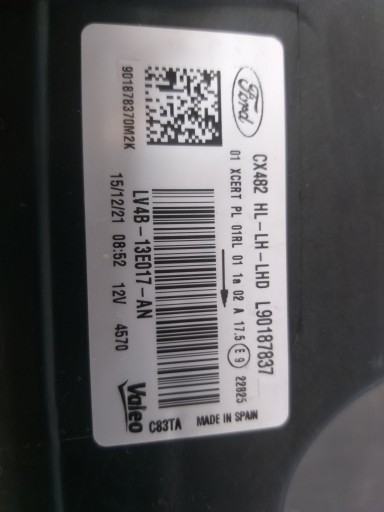 Ford
CX482 HL-LH-LHD L90187837
01 XCERT PL 01RL 01 1a 02 A 17.5 E9 22825
901878370M2K
LV4B-13E017-AN
15/12/21 08:52 12V 4570
Valeo
C83TA MADE IN SPAIN